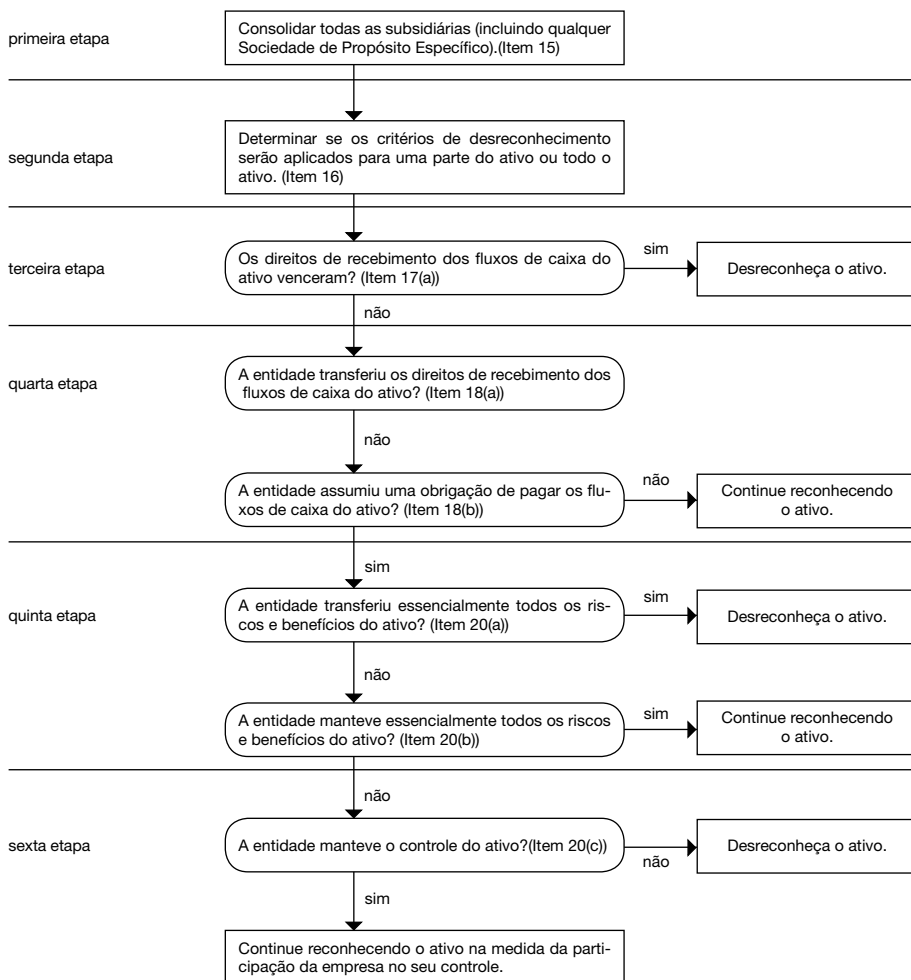 primeira etapa
Consolidar todas as subsidiárias (incluindo qualquer
Sociedade de Propósito Específico).(Item 15)
segunda etapa
Determinar se os critérios de desreconhecimento
serão aplicados para uma parte do ativo ou todo o
ativo. (Item 16)
terceira etapa
Os direitos de recebimento dos fluxos de caixa do
ativo venceram? (Item 17(a))
sim
Desreconheça o ativo.
não
quarta etapa
A entidade transferiu os direitos de recebimento dos
fluxos de caixa do ativo? (Item 18(a))
não
A entidade assumiu uma obrigação de pagar os flu-
xos de caixa do ativo? (Item 18(b))
não
Continue reconhecendo
o ativo.
sim
quinta etapa
A entidade transferiu essencialmente todos os ris-
cos e benefícios do ativo? (Item 20(a))
sim
Desreconheça o ativo.
não
A entidade manteve essencialmente todos os riscos
e benefícios do ativo? (Item 20(b))
sim
Continue reconhecendo
o ativo.
não
sexta etapa
A entidade manteve o controle do ativo?(Item 20(c))
não
Desreconheça o ativo.
sim
Continue reconhecendo o ativo na medida da parti-
cipação da empresa no seu controle.